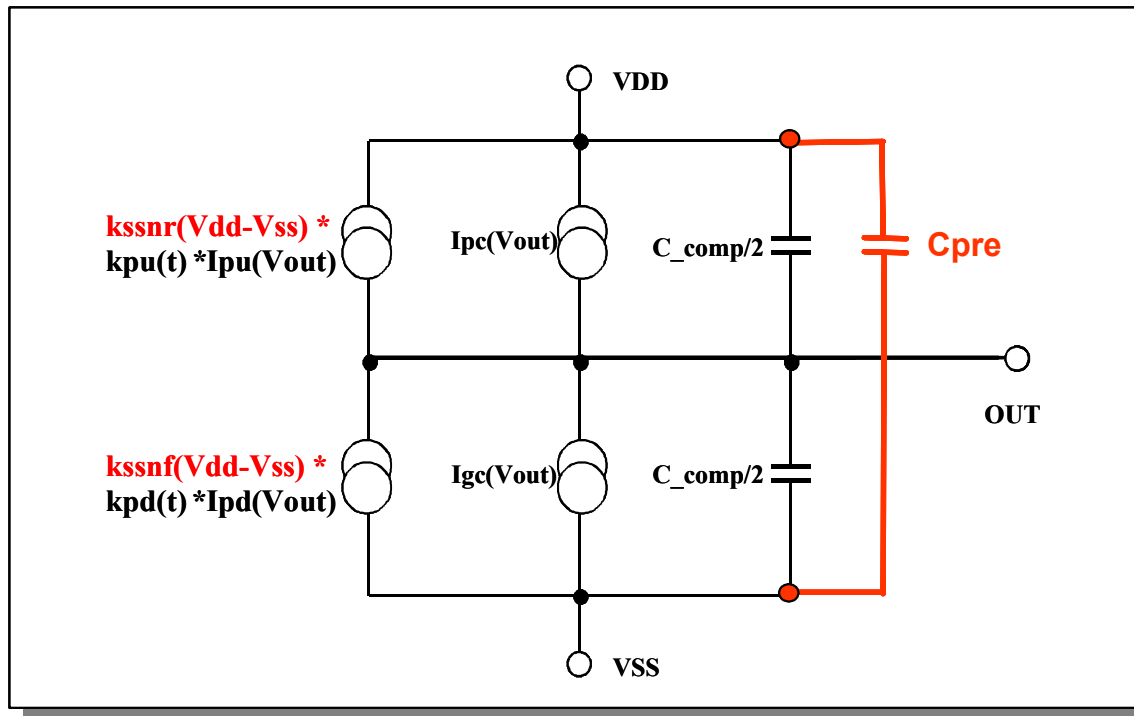 VDD
kssnr(Vdd-Vss) *
kpu(t) *Ipu(Vout)
Ipc(Vout)
C_comp/2
Cpre
OUT
kssnf(Vdd-Vss) *
kpd(t) *Ipd(Vout)
Igc(Vout)
C_comp/2
VSS